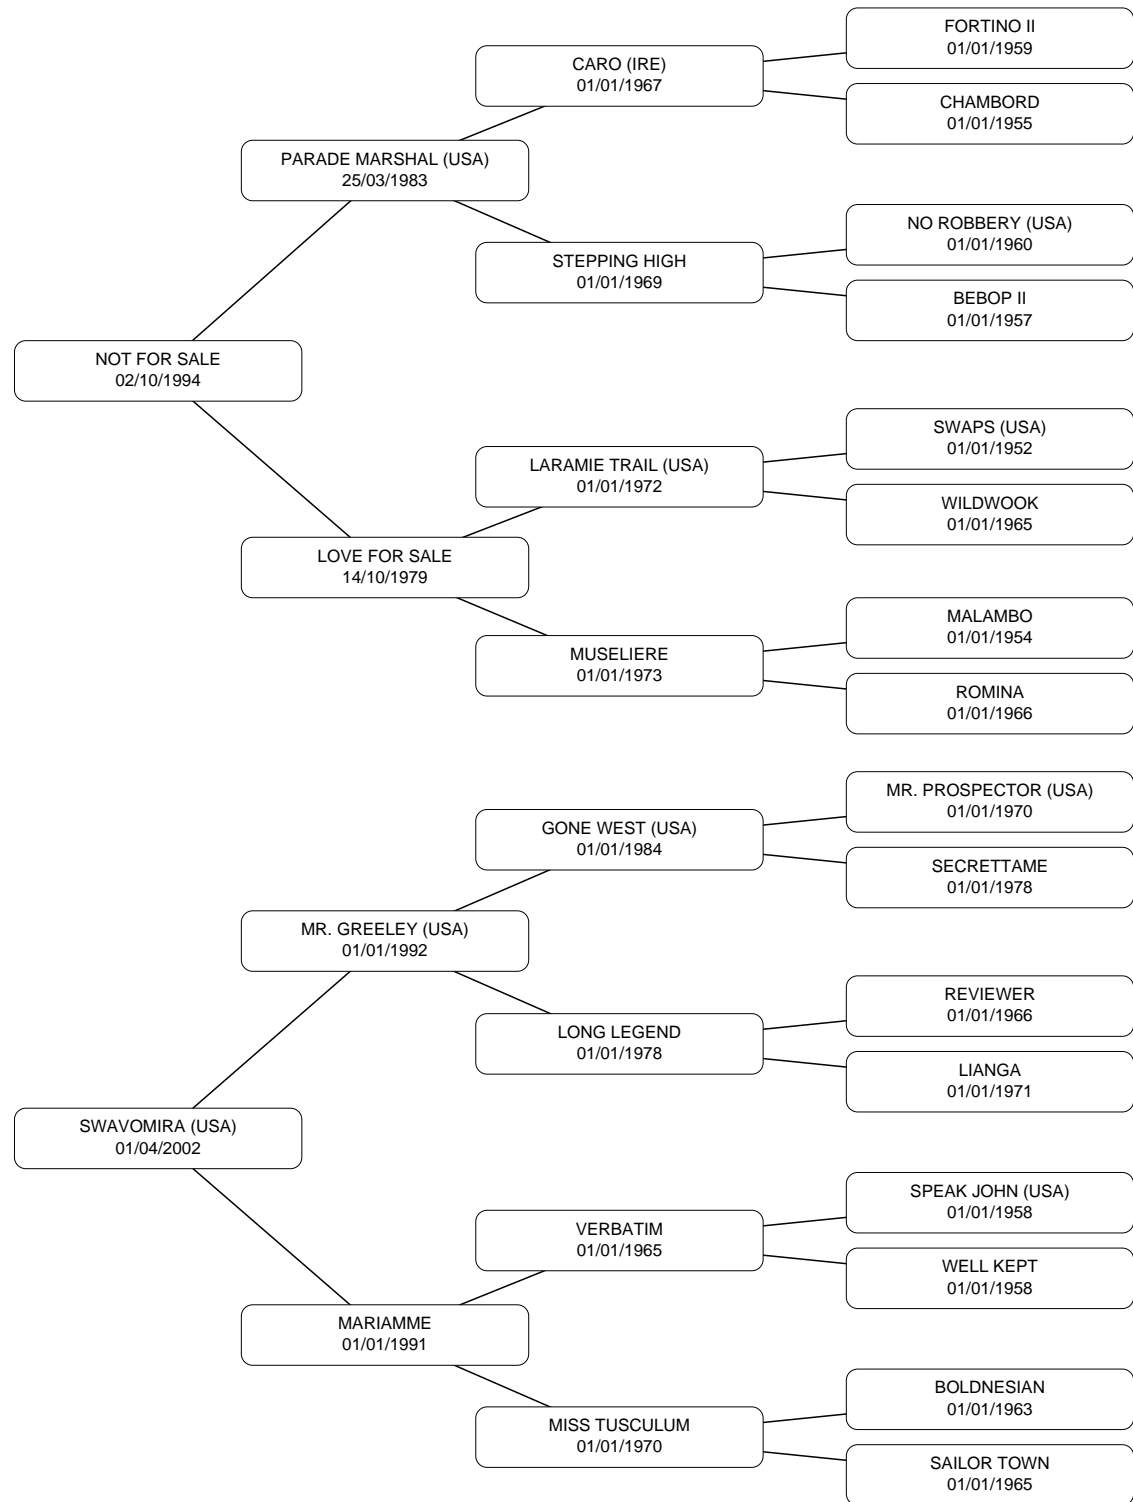 FORTINO II
01/01/1959
CARO (IRE)
01/01/1967
CHAMBORD
01/01/1955
PARADE MARSHAL (USA)
25/03/1983
NO ROBBERY (USA)
01/01/1960
STEPPING HIGH
01/01/1969
BEBOP II
01/01/1957
NOT FOR SALE
02/10/1994
SWAPS (USA)
01/01/1952
LARAMIE TRAIL (USA)
01/01/1972
WILDWOOK
01/01/1965
LOVE FOR SALE
14/10/1979
MALAMBO
01/01/1954
MUSELIERE
01/01/1973
ROMINA
01/01/1966
MR. PROSPECTOR (USA)
01/01/1970
GONE WEST (USA)
01/01/1984
SECRETTAME
01/01/1978
MR. GREELEY (USA)
01/01/1992
REVIEWER
01/01/1966
LONG LEGEND
01/01/1978
LIANGA
01/01/1971
SWAVOMIRA (USA)
01/04/2002
SPEAK JOHN (USA)
01/01/1958
VERBATIM
01/01/1965
WELL KEPT
01/01/1958
MARIAMME
01/01/1991
BOLDNESIAN
01/01/1963
MISS TUSCULUM
01/01/1970
SAILOR TOWN
01/01/1965